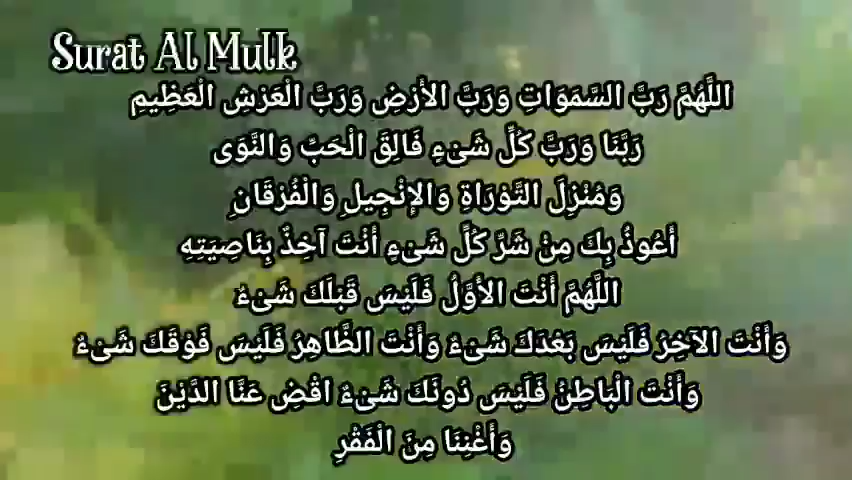 Surat Al Mulk
اللَّهُمَّ رَبَّ السَّمَوَاتِ وَرَبَّ الأَرْضِ وَرَبَّ الْعَرْشِ الْعَظِيمِ
رَبَّنَا وَرَبَّ كُلِّ شَىْءٍ فَالِقَ الْحَبِّ وَالنَّوَى
وَمُنْزِلَ التَّوْرَاةِ وَالإِنْجِيلِ وَالْفُرْقَانِ
أَعُوذُ بِكَ مِنْ شَرِّ كُلِّ شَىْءٍ أَنْتَ آخِذٌ بِنَاصِيَتِهِ
اللَّهُمَّ أَنْتَ الأَوَّلُ فَلَيْسَ قَبْلَكَ شَىْءٌ
وَأَنْتَ الآخِرُ فَلَيْسَ بَعْدَكَ شَىْءٌ وَأَنْتَ الظَّاهِرُ فَلَيْسَ فَوْقَكَ شَىْءٌ
وَأَنْتَ الْبَاطِنُ فَلَيْسَ دُونَكَ شَىْءٌ اقْضِ عَنَّا الدَّيْنَ
وَأَغْنِنَا مِنَ الْفَقْرِ